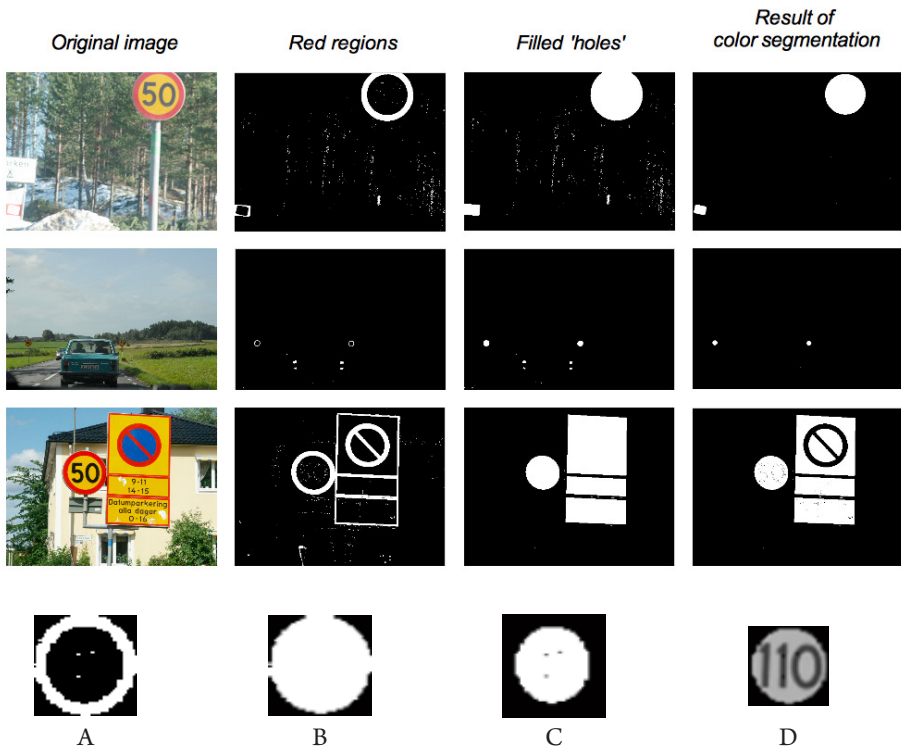 Original image
Red regions
Filled 'holes'
Result of
color segmentation
50
50
9-11
14-15
Datumparkering
alla dagar
0-16
110
A
B
C
D